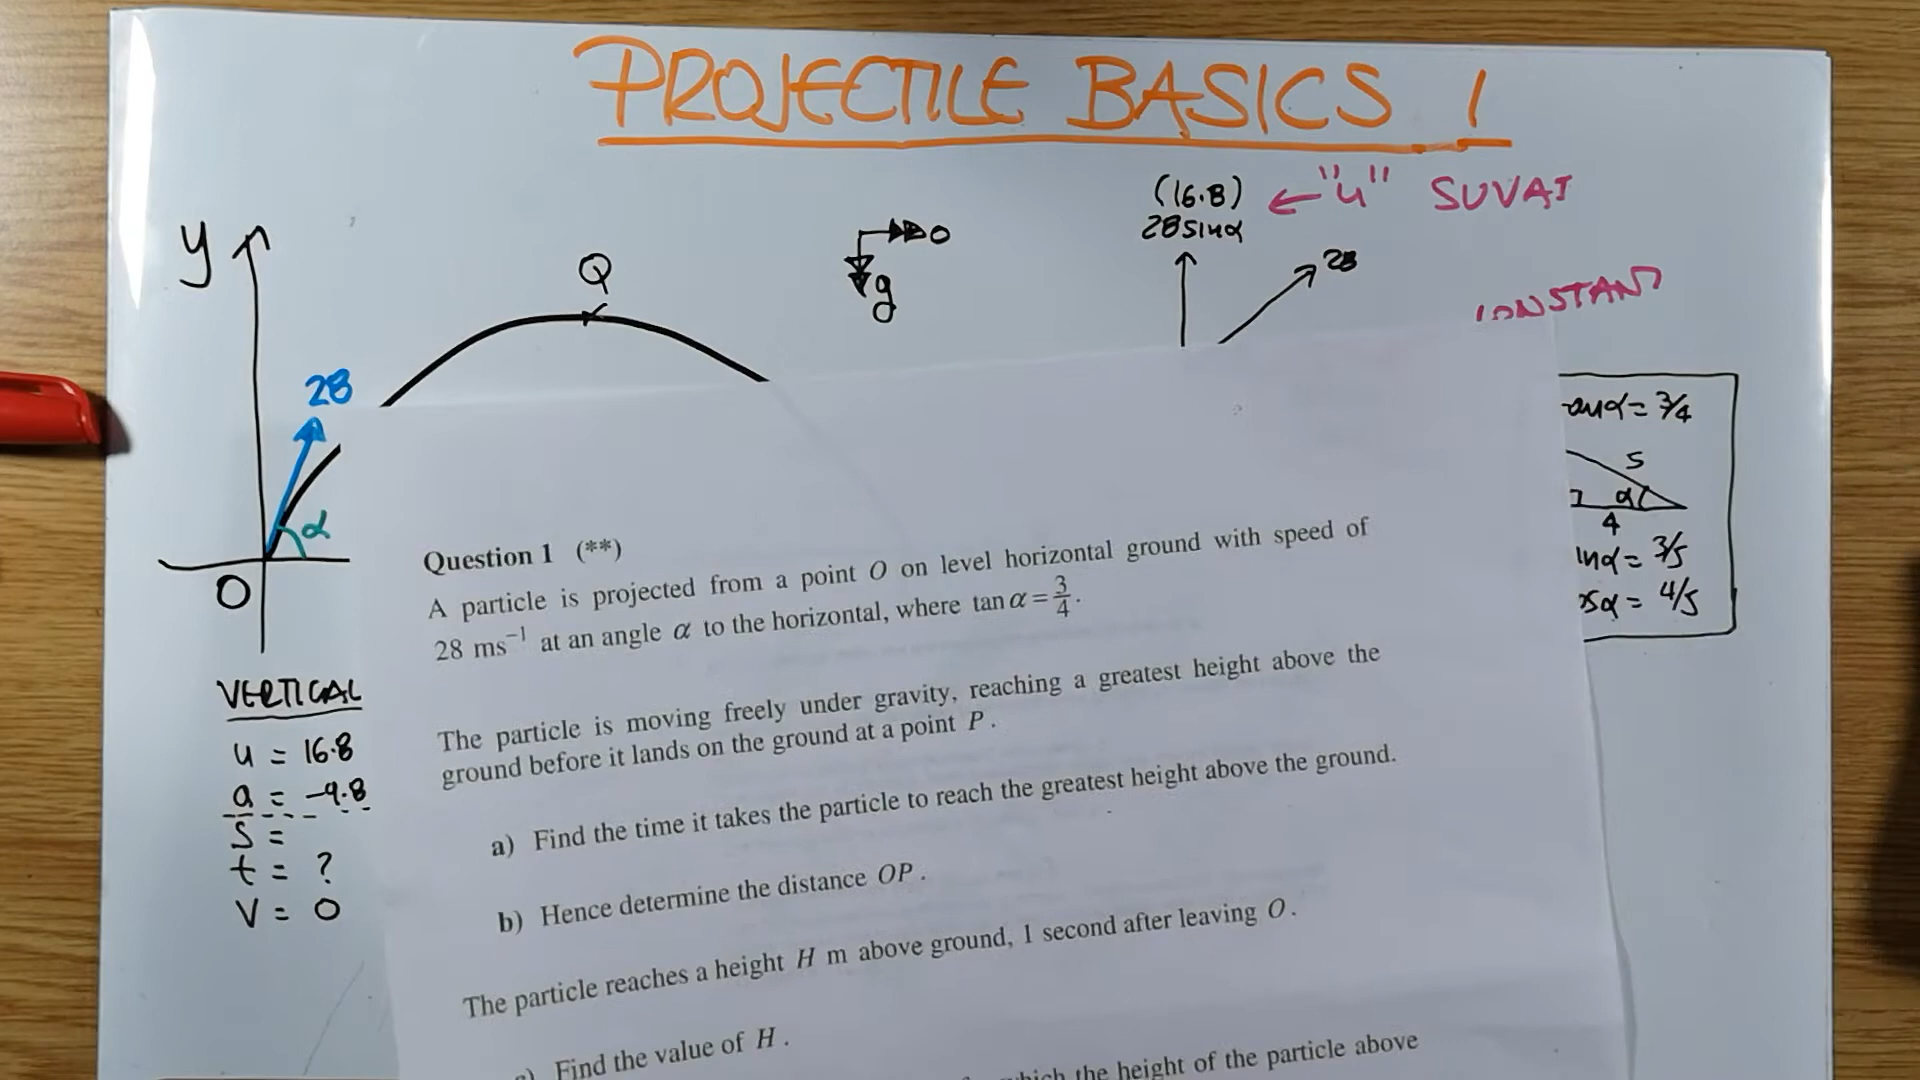 PROJECTILE BASICS 1
(16.8) ← "u" SUVAT
28sinα
28
CONSTANT
y
Q
0
g
28
α
O
tanα = 3/4
5
α
4
sinα = 3/5
cosα = 4/5
Question 1 (**)
A particle is projected from a point O on level horizontal ground with speed of
28 ms⁻¹ at an angle α to the horizontal, where tan α = 3/4.
The particle is moving freely under gravity, reaching a greatest height above the
ground before it lands on the ground at a point P.
a) Find the time it takes the particle to reach the greatest height above the ground.
b) Hence determine the distance OP.
The particle reaches a height H m above ground, 1 second after leaving O.
Find the value of H.
which the height of the particle above
VERTICAL
u = 16.8
a = -9.8
s =
t = ?
v = 0